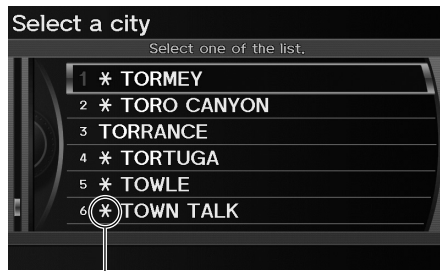 Select a city
Select one of the list.
1 * TORMEY
2 * TORO CANYON
3 TORRANCE
4 * TORTUGA
5 * TOWLE
6 * TOWN TALK